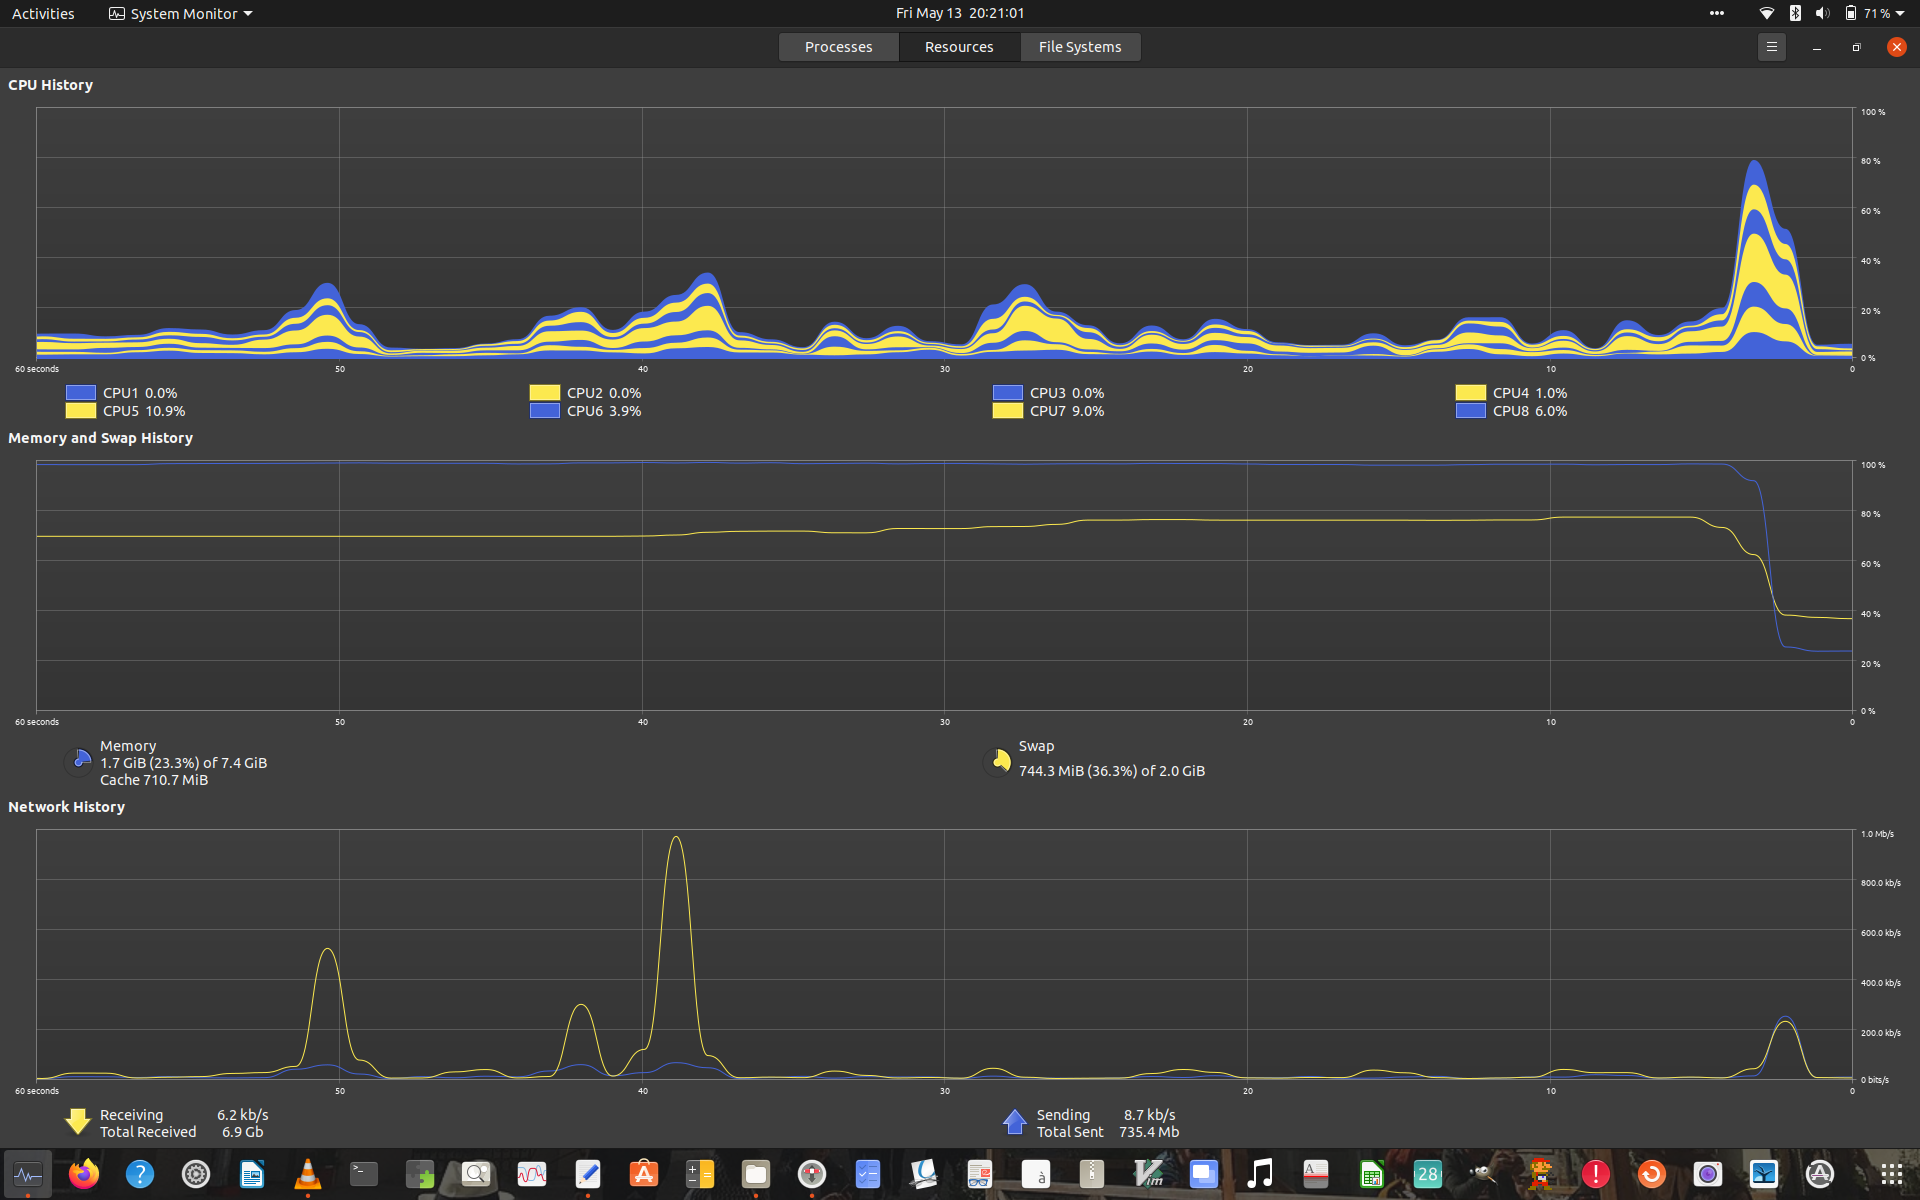 Activities
System Monitor
Fri May 13 20:21:01
71 %
Processes
Resources
File Systems
CPU History
100 %
80 %
60 %
40 %
20 %
0 %
60 seconds 50 40 30 20 10 0
CPU1 0.0% CPU2 0.0% CPU3 0.0% CPU4 1.0%
CPU5 10.9% CPU6 3.9% CPU7 9.0% CPU8 6.0%
Memory and Swap History
100 %
80 %
60 %
40 %
20 %
0 %
60 seconds 50 40 30 20 10 0
Memory
1.7 GiB (23.3%) of 7.4 GiB
Cache 710.7 MiB
Swap
744.3 MiB (36.3%) of 2.0 GiB
Network History
1.0 Mb/s
800.0 kb/s
600.0 kb/s
400.0 kb/s
200.0 kb/s
0 bits/s
60 seconds 50 40 30 20 10 0
Receiving 6.2 kb/s
Total Received 6.9 Gb
Sending 8.7 kb/s
Total Sent 735.4 Mb
>_
?
à
Vim
A
28
!